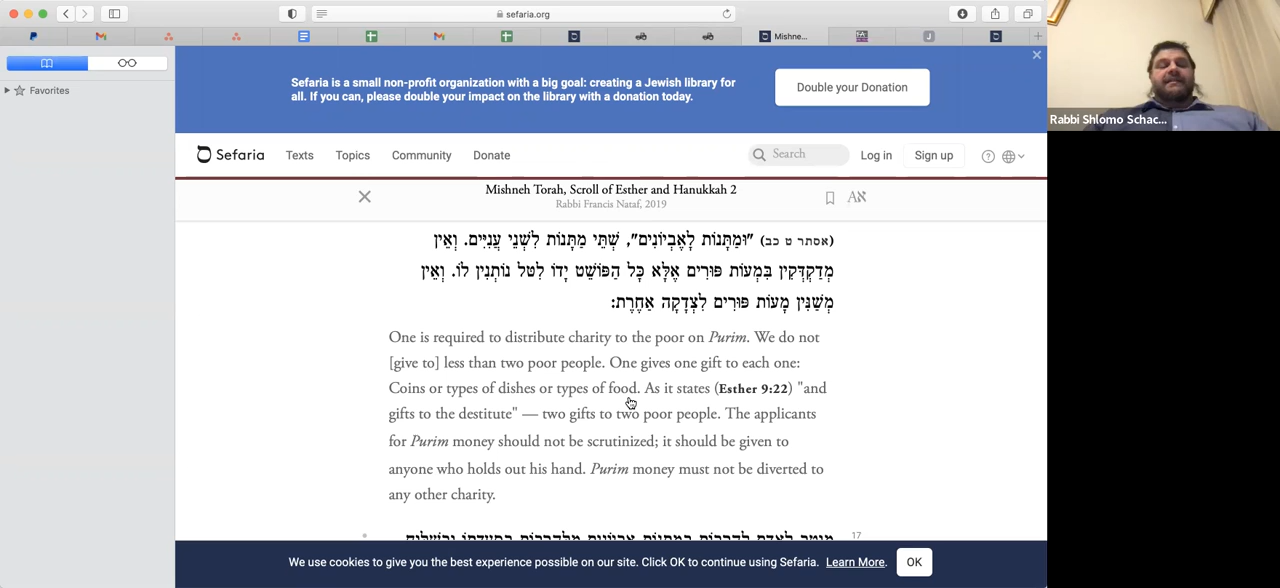 sefaria.org
Mishne...
Favorites
Sefaria is a small non-profit organization with a big goal: creating a Jewish library for
all. If you can, please double your impact on the library with a donation today.
Double your Donation
Rabbi Shlomo Schac...
Sefaria
Texts
Topics
Community
Donate
Search
Log in
Sign up
Mishneh Torah, Scroll of Esther and Hanukkah 2
Rabbi Francis Nataf, 2019
(אסתר ט כב) "וּמַתָּנוֹת לָאֶבְיוֹנִים", שְׁתֵּי מַתָּנוֹת לִשְׁנֵי עֲנִיִּים. וְאֵין
מְדַקְדְּקִין בִּמְעוֹת פּוּרִים אֶלָּא כָּל הַפּוֹשֵׁט יָדוֹ לִטֹּל נוֹתְנִין לוֹ. וְאֵין
מְשַׁנִּין מָעוֹת פּוּרִים לִצְדָקָה אַחֶרֶת:
One is required to distribute charity to the poor on Purim. We do not
[give to] less than two poor people. One gives one gift to each one:
Coins or types of dishes or types of food. As it states (Esther 9:22) "and
gifts to the destitute" — two gifts to two poor people. The applicants
for Purim money should not be scrutinized; it should be given to
anyone who holds out his hand. Purim money must not be diverted to
any other charity.
17
We use cookies to give you the best experience possible on our site. Click OK to continue using Sefaria. Learn More.
OK